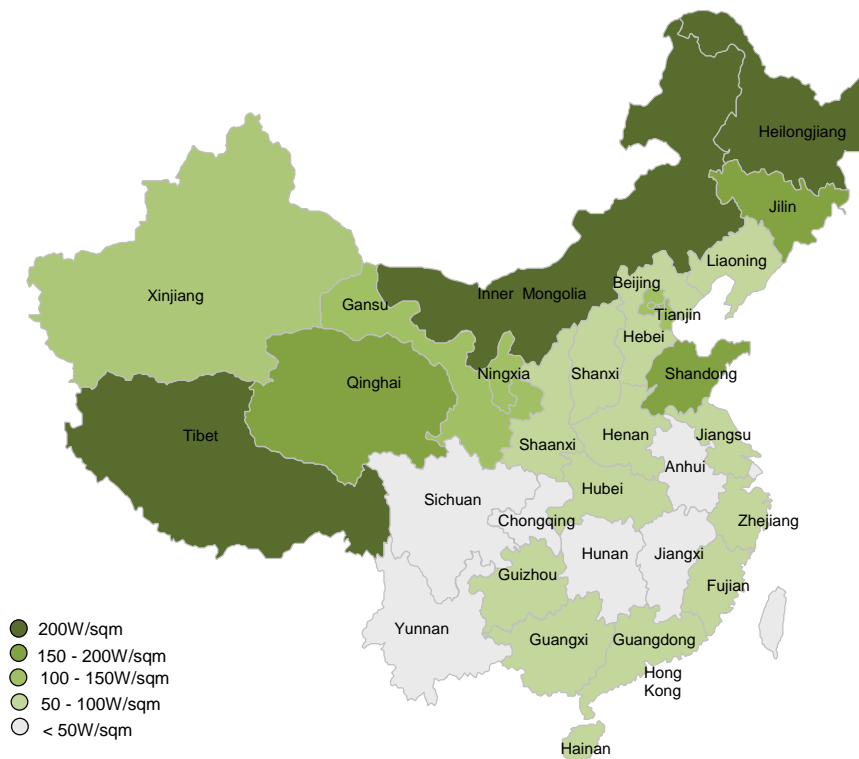 Heilongjiang
Jilin
Liaoning
Beijing
Xinjiang
Inner Mongolia
Gansu
Tianjin
Hebei
Ningxia
Shanxi
Shandong
Qinghai
Tibet
Shaanxi
Henan
Jiangsu
Anhui
Sichuan
Hubei
Chongqing
Zhejiang
Hunan
Jiangxi
Guizhou
Fujian
Yunnan
Guangxi
Guangdong
Hong
Kong
Hainan
200W/sqm
150 - 200W/sqm
100 - 150W/sqm
50 - 100W/sqm
< 50W/sqm